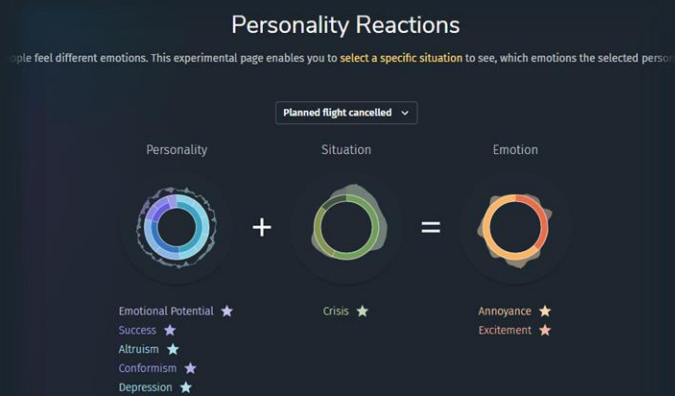 Personality Reactions
ople feel different emotions. This experimental page enables you to select a specific situation to see, which emotions the selected person
Planned flight cancelled
Personality
Situation
Emotion
+
=
Emotional Potential
Crisis
Annoyance
Success
Excitement
Altruism
Conformism
Depression